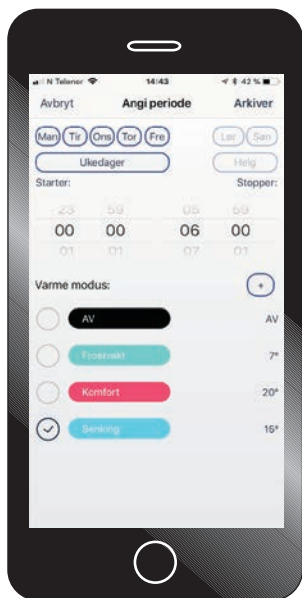 N Telenor 14:43 42 %
Avbryt Angi periode Arkiver
Man Tir Ons Tor Fre Lør Søn
Ukedager Helg
Starter: Stopper:
23 59 05 59
00 00 06 00
01 01 07 01
Varme modus: +
AV AV
Frostvakt 7°
Komfort 20°
Senking 15°